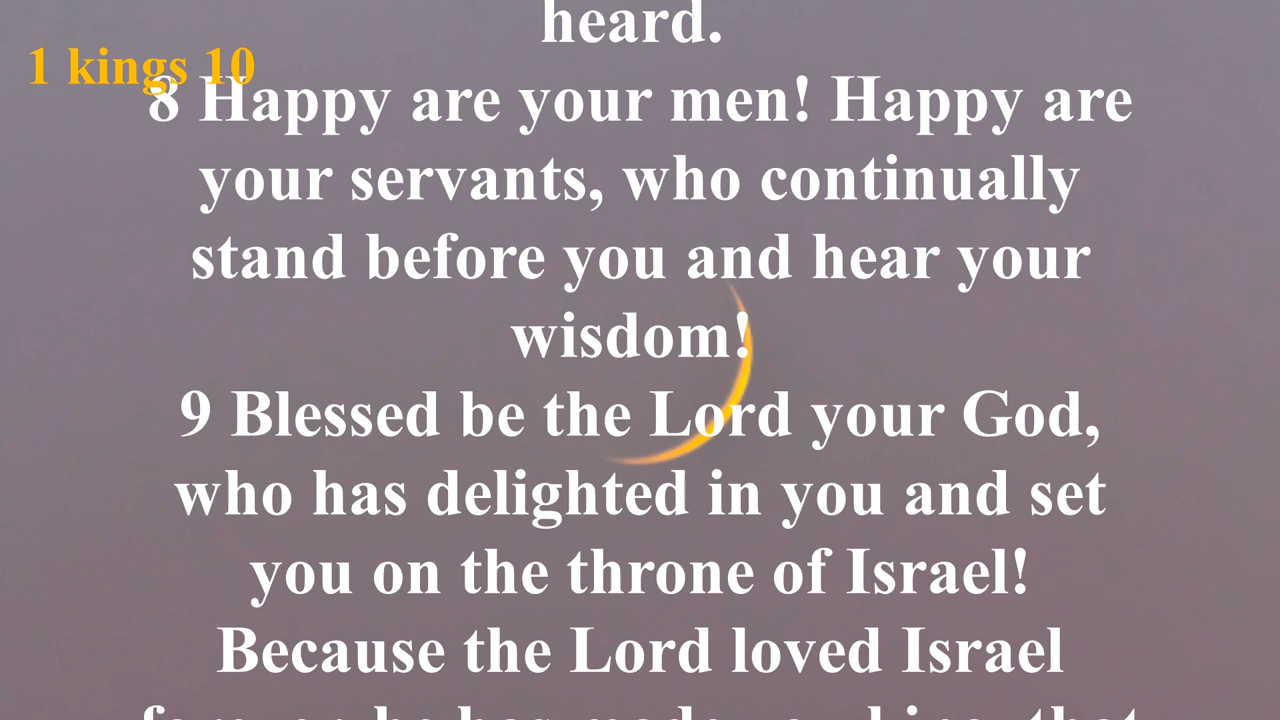 heard.
1 kings 10
8 Happy are your men! Happy are
your servants, who continually
stand before you and hear your
wisdom!
9 Blessed be the Lord your God,
who has delighted in you and set
you on the throne of Israel!
Because the Lord loved Israel